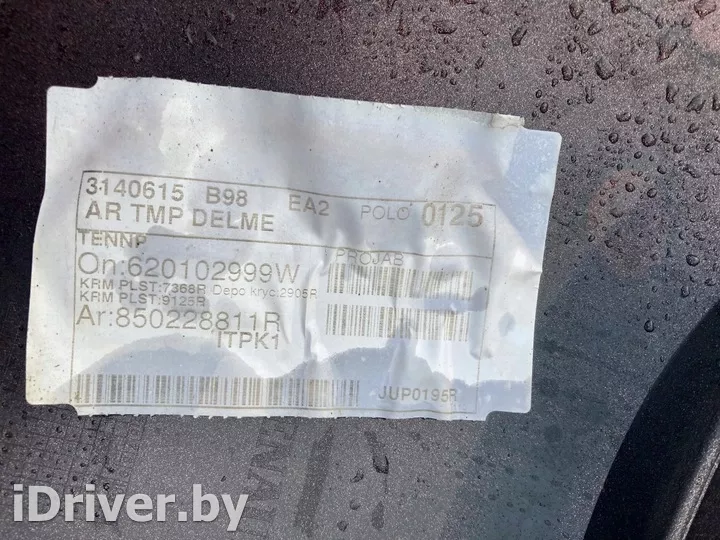 3140615 B98 EA2 POLO 0125
AR TMP DELME
TENNP
PROJAB
On:620102999W
KRM PLST:7368R Depo kryc:2905R
KRM PLST:9125R
Ar:850228811R
ITPK1
JUP0195R
iDriver.by